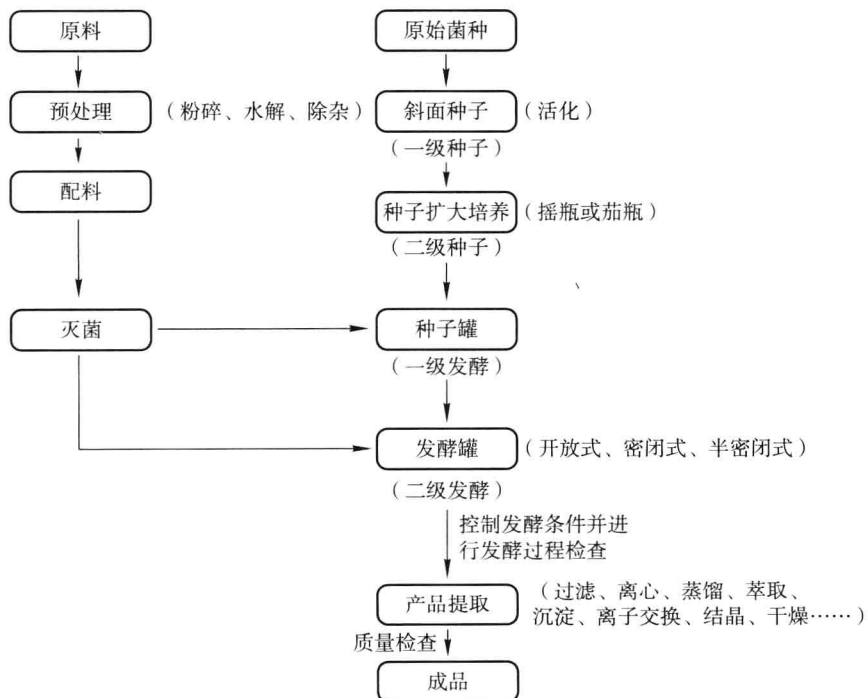 原料
预处理
（粉碎、水解、除杂）
配料
灭菌
原始菌种
斜面种子
（活化）
（一级种子）
种子扩大培养
（摇瓶或茄瓶）
（二级种子）
种子罐
（一级发酵）
发酵罐
（开放式、密闭式、半密闭式）
（二级发酵）
控制发酵条件并进
行发酵过程检查
产品提取
（过滤、离心、蒸馏、萃取、
沉淀、离子交换、结晶、干燥……）
质量检查
成品